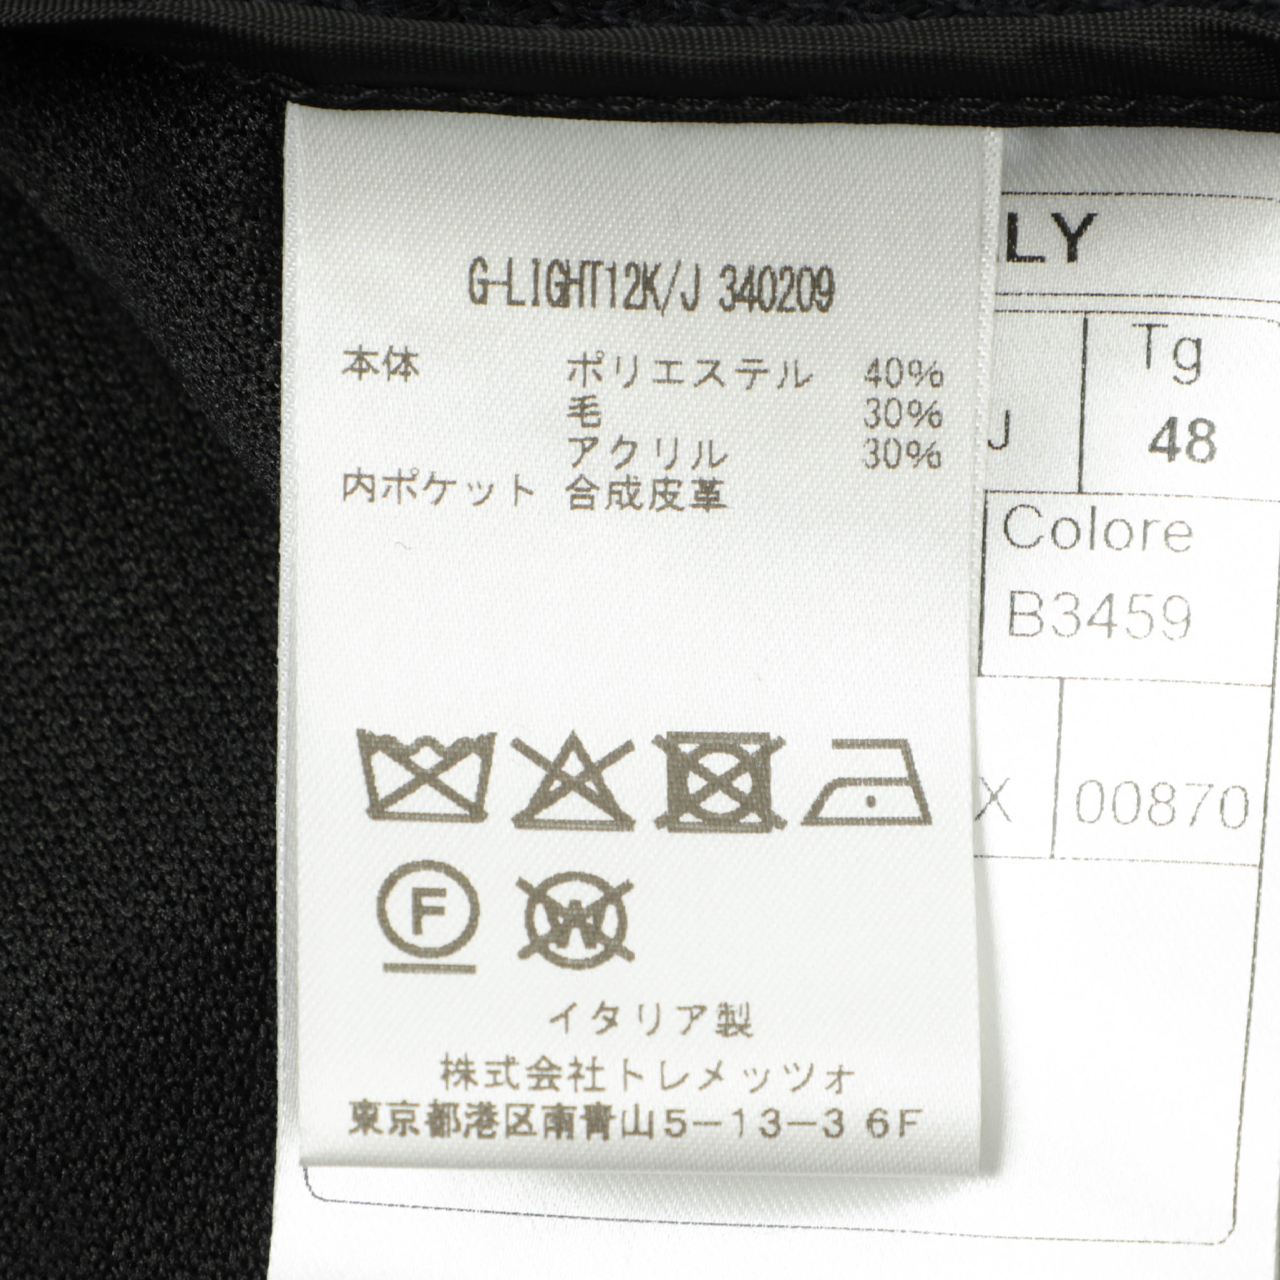 G-LIGHT12K/J 340209
本体 ポリエステル 40%
毛 30%
アクリル 30%
内ポケット 合成皮革
F
W
イタリア製
株式会社トレメッツォ
東京都港区南青山5-13-3 6F
LY
J
Tg
48
Colore
B3459
X
00870